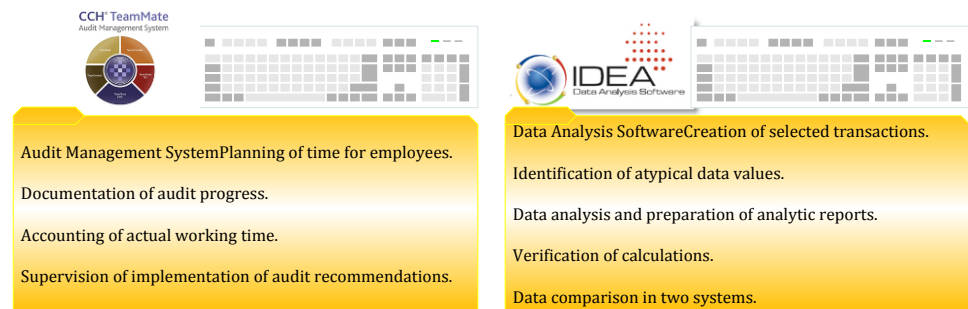 CCH® TeamMate
Audit Management System
Audit Management SystemPlanning of time for employees.
Documentation of audit progress.
Accounting of actual working time.
Supervision of implementation of audit recommendations.
IDEA
Data Analysis Software
Data Analysis SoftwareCreation of selected transactions.
Identification of atypical data values.
Data analysis and preparation of analytic reports.
Verification of calculations.
Data comparison in two systems.